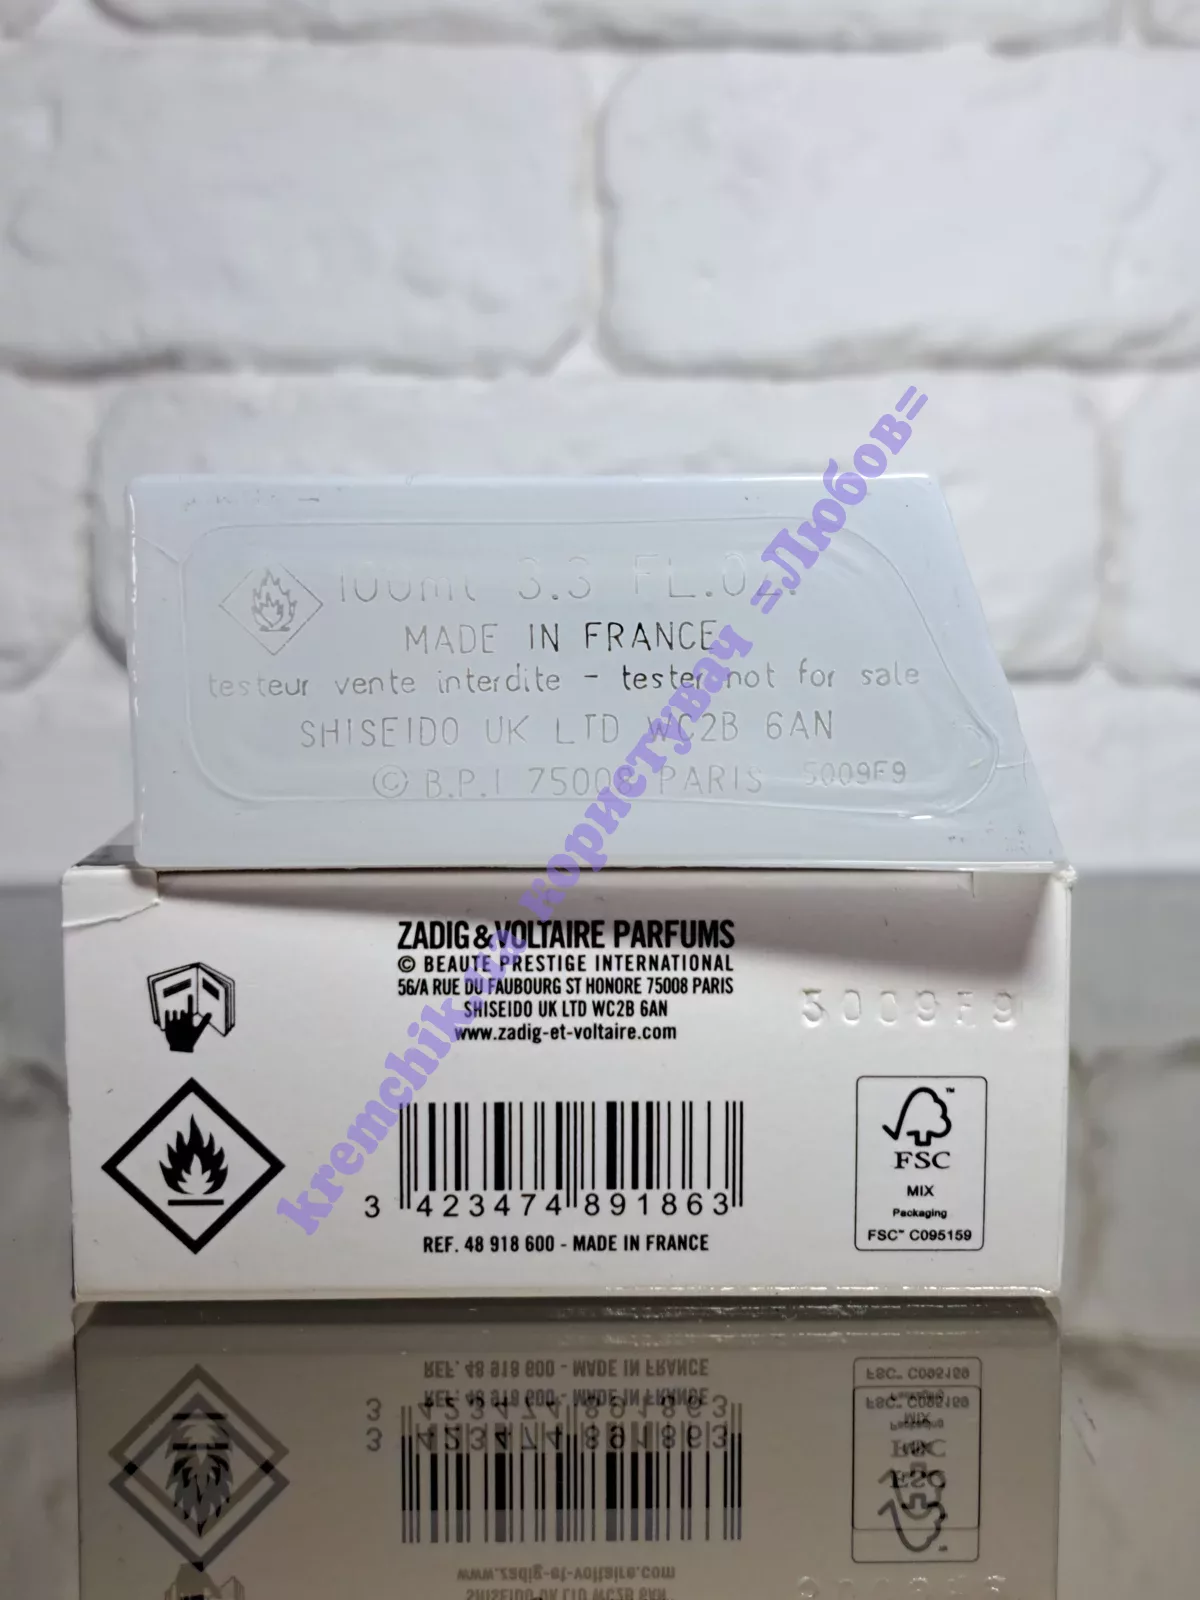 100ml 3.3 FL.OZ.
MADE IN FRANCE
testeur vente interdite - tester not for sale
SHISEIDO UK LTD WC2B 6AN
© B.P.I 75008 PARIS 5009F9
kremchik.ua користувач =Любов=
ZADIG & VOLTAIRE PARFUMS
© BEAUTÉ PRESTIGE INTERNATIONAL
56/A RUE DU FAUBOURG ST HONORE 75008 PARIS
SHISEIDO UK LTD WC2B 6AN
www.zadig-et-voltaire.com
5009F9
3 423474 891863
REF. 48 918 600 - MADE IN FRANCE
FSC
MIX
Packaging
FSC™ C095159